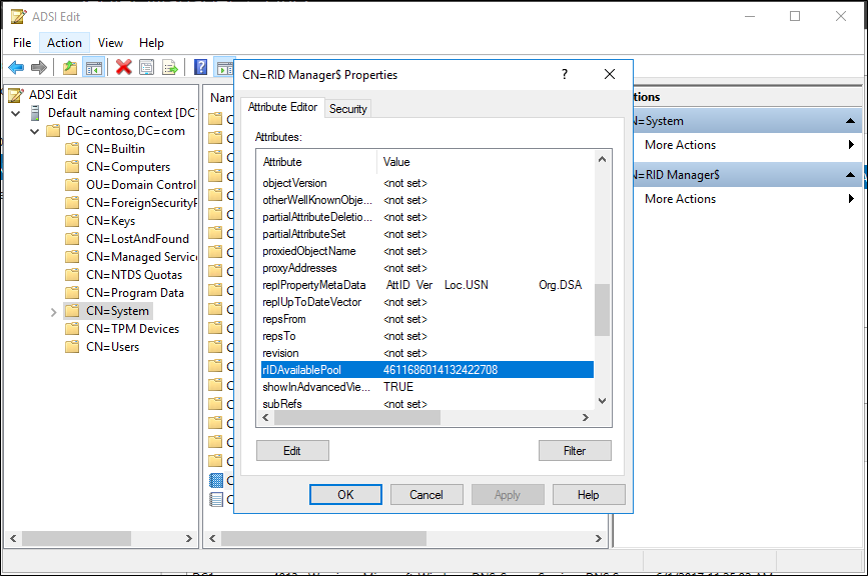 ADSI Edit
File Action View Help
ADSI Edit
Default naming context [DC
DC=contoso,DC=com
CN=Builtin
CN=Computers
OU=Domain Control
CN=ForeignSecurityP
CN=Keys
CN=LostAndFound
CN=Managed Service
CN=NTDS Quotas
CN=Program Data
CN=System
CN=TPM Devices
CN=Users
Nam
CN=RID Manager$ Properties
?
Attribute Editor Security
Attributes:
Attribute Value
objectVersion <not set>
otherWellKnownObje... <not set>
partialAttributeDeletio... <not set>
partialAttributeSet <not set>
proxiedObjectName <not set>
proxyAddresses <not set>
replPropertyMetaData AttID Ver Loc.USN Org.DSA
replUpToDateVector <not set>
repsFrom <not set>
repsTo <not set>
revision <not set>
rIDAvailablePool 4611686014132422708
showInAdvancedVie... TRUE
subRefs <not set>
Edit Filter
OK Cancel Apply Help
tions
N=System
More Actions
N=RID Manager$
More Actions